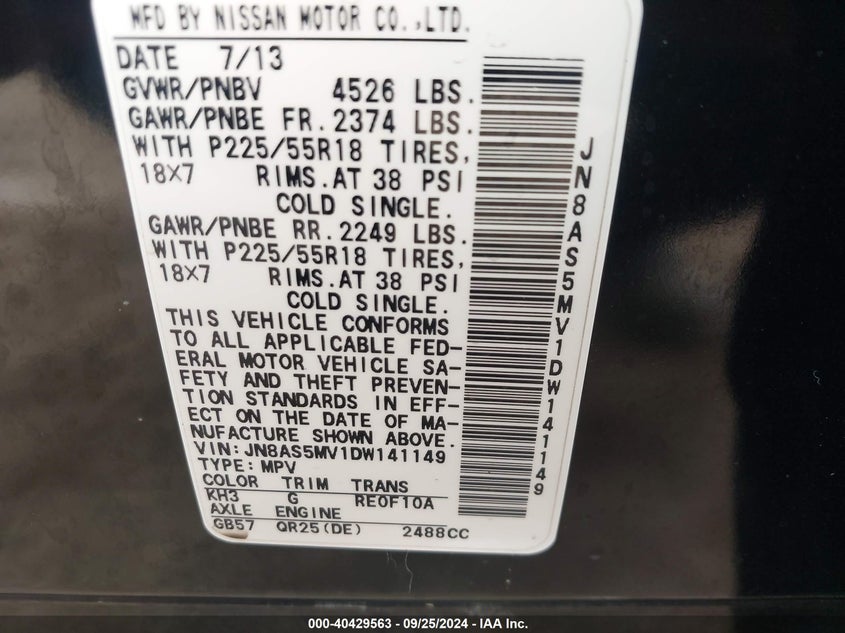 MFD BY NISSAN MOTOR CO.,LTD.
DATE 7/13
GVWR/PNBV 4526 LBS.
GAWR/PNBE FR. 2374 LBS.
WITH P225/55R18 TIRES,
18X7 RIMS.AT 38 PSI
COLD SINGLE.
GAWR/PNBE RR. 2249 LBS.
WITH P225/55R18 TIRES,
18X7 RIMS.AT 38 PSI
COLD SINGLE.
THIS VEHICLE CONFORMS
TO ALL APPLICABLE FED-
ERAL MOTOR VEHICLE SA-
FETY AND THEFT PREVEN-
TION STANDARDS IN EFF-
ECT ON THE DATE OF MA-
NUFACTURE SHOWN ABOVE.
VIN: JN8AS5MV1DW141149
TYPE: MPV
COLOR TRIM TRANS
KH3 G RE0F10A
AXLE ENGINE
GB57 QR25(DE) 2488CC
JN8AS5MV1DW141149
000-40429563 - 09/25/2024 - IAAI, Inc.